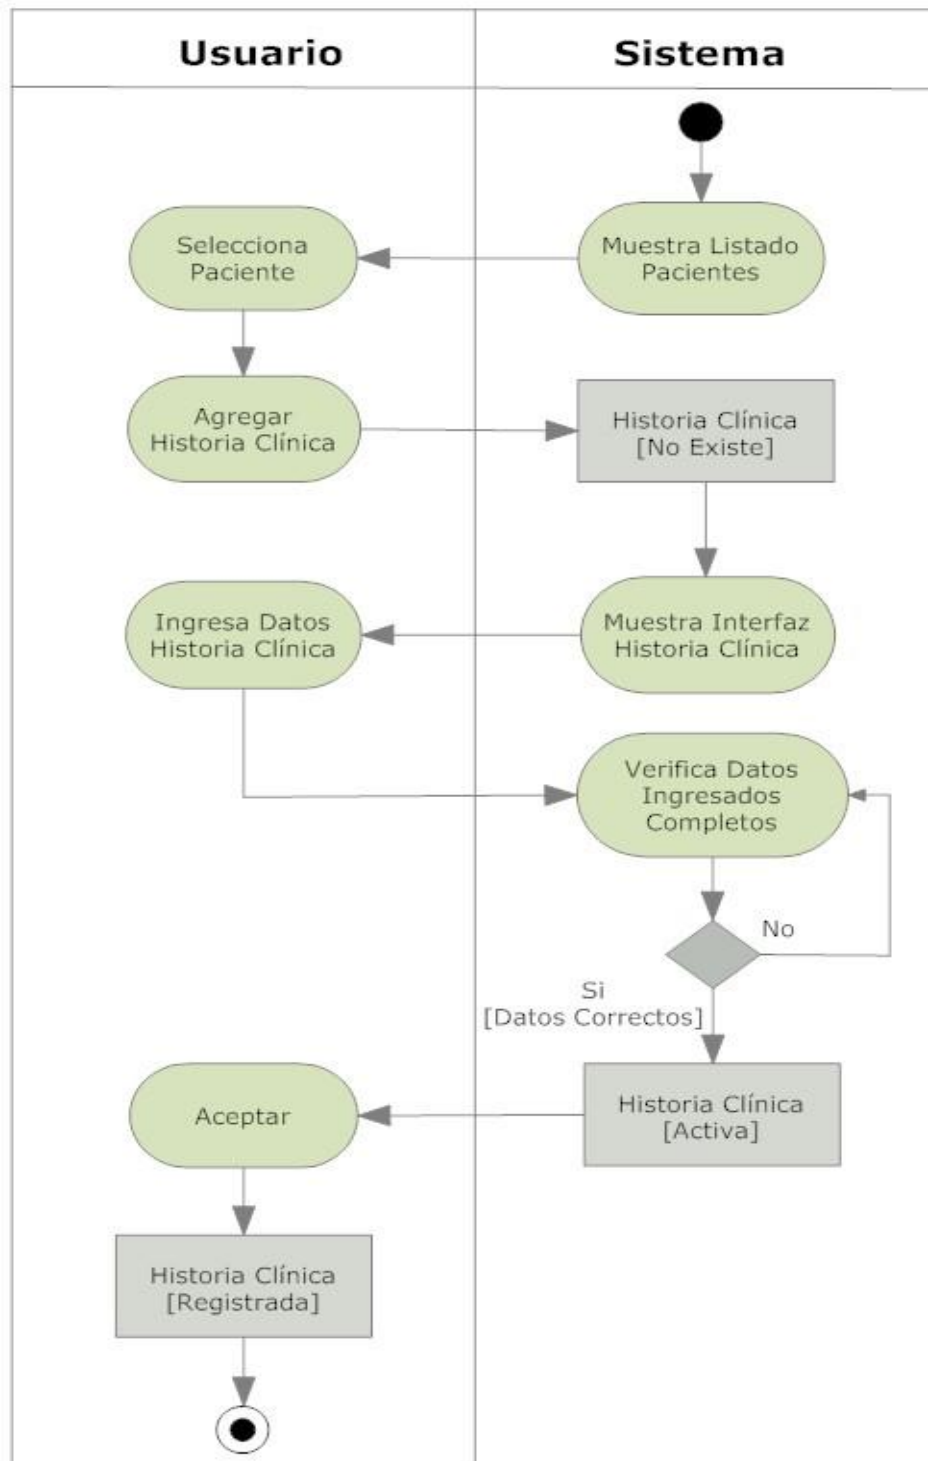 Usuario
Sistema
Selecciona
Paciente
Muestra Listado
Pacientes
Agregar
Historia Clínica
Historia Clínica
[No Existe]
Ingresa Datos
Historia Clínica
Muestra Interfaz
Historia Clínica
Verifica Datos
Ingresados
Completos
No
Si
[Datos Correctos]
Aceptar
Historia Clínica
[Activa]
Historia Clínica
[Registrada]